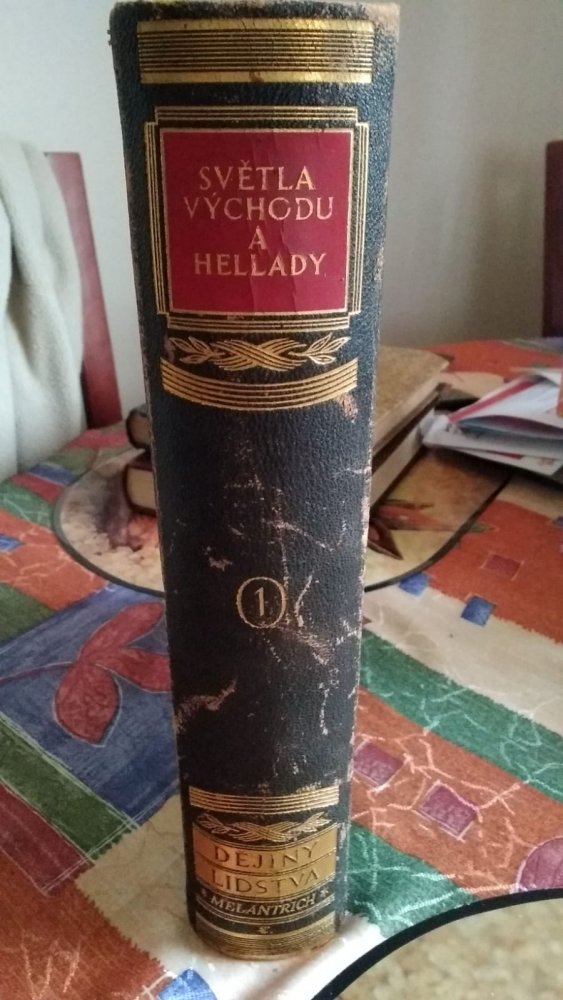 SVĚTLA
VÝCHODU
A
HELLADY
1
DĚJINY
LIDSTVA
* MELANTRICH *